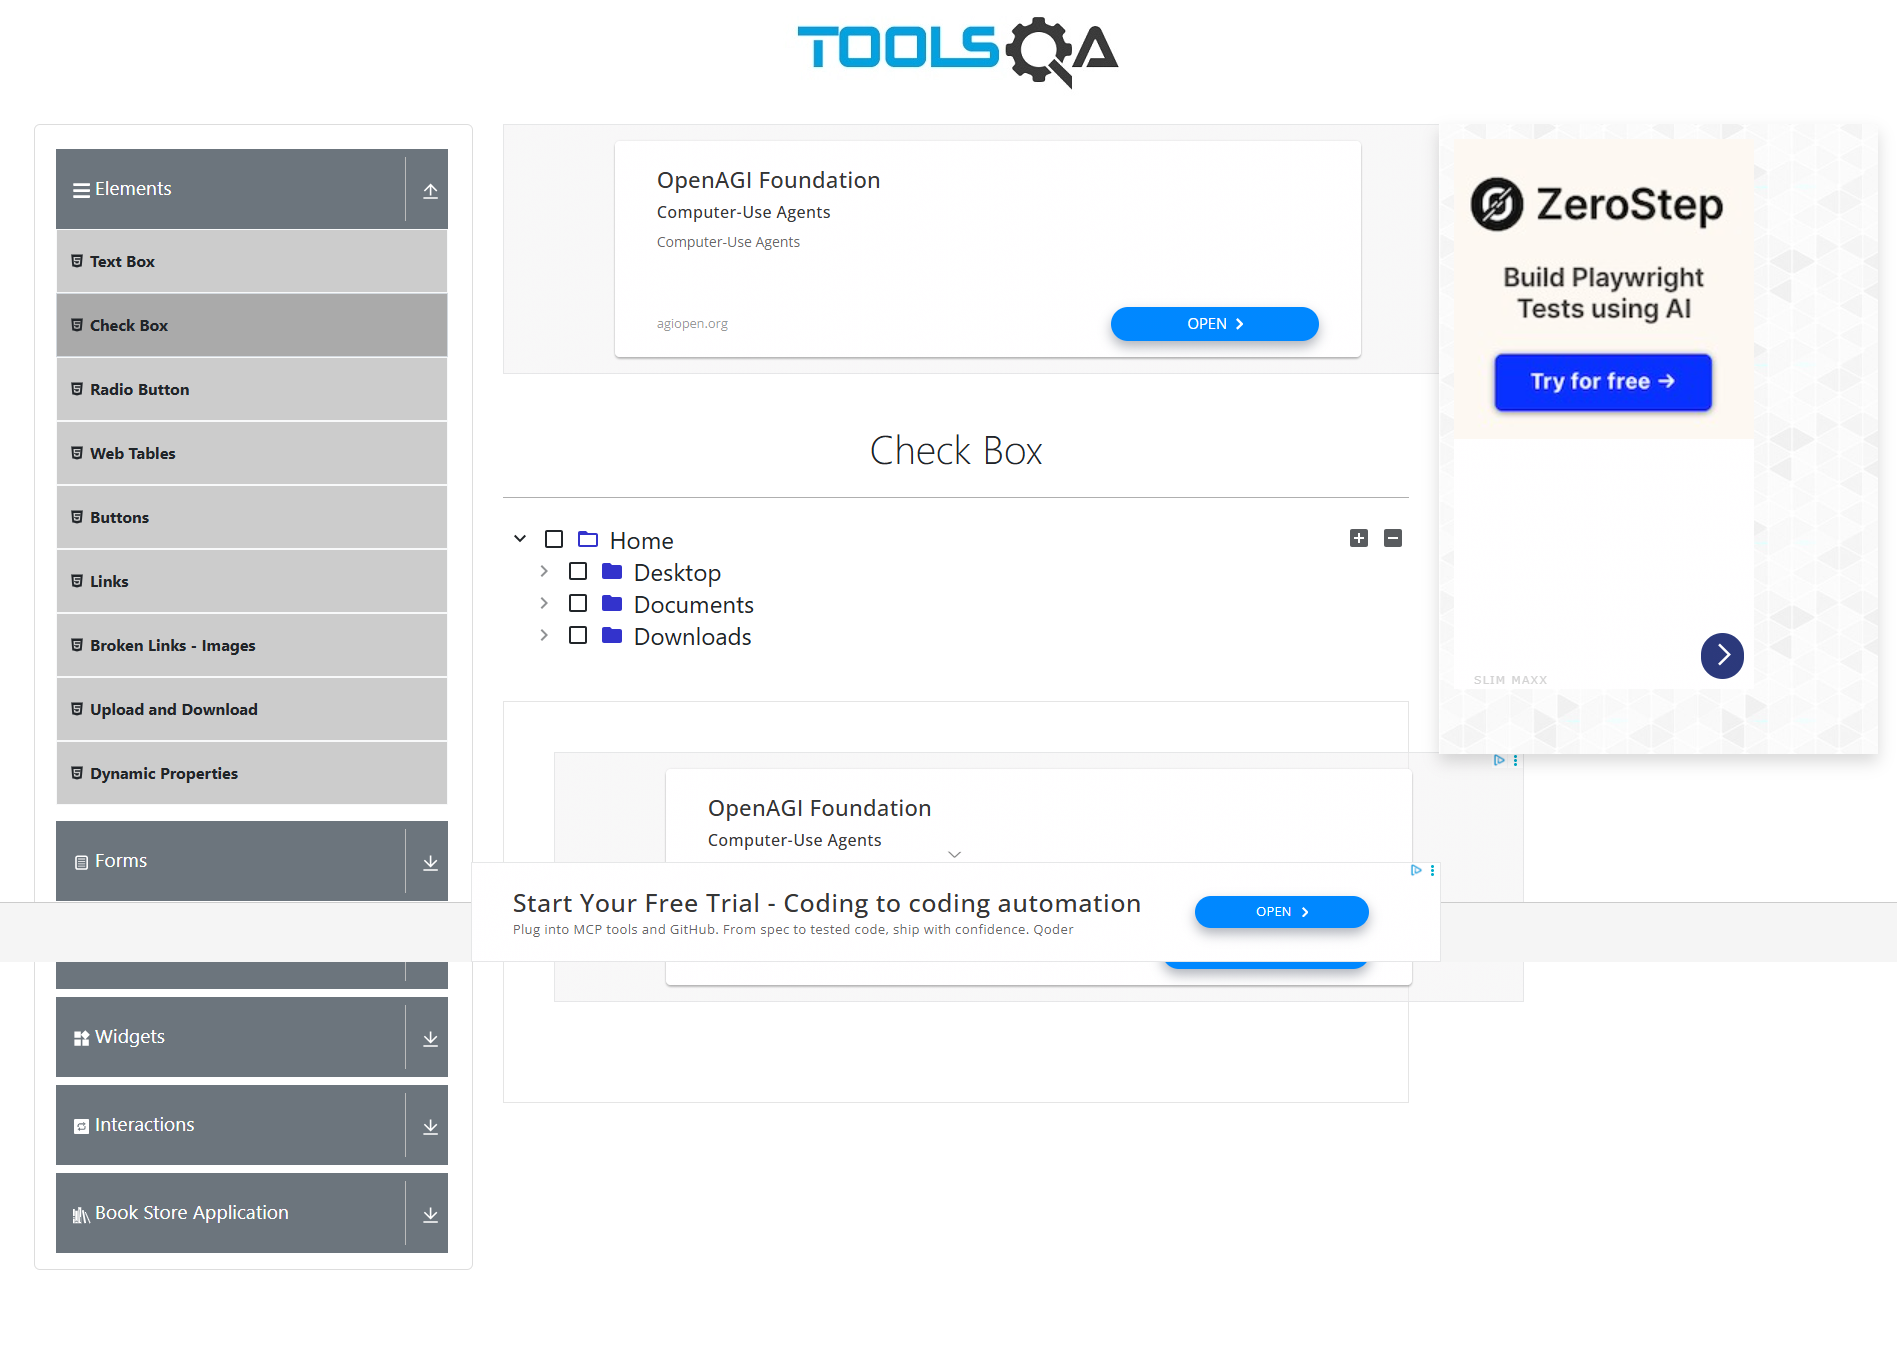 TOOLSQA
Elements
Text Box
Check Box
Radio Button
Web Tables
Buttons
Links
Broken Links - Images
Upload and Download
Dynamic Properties
Forms
Widgets
Interactions
Book Store Application
OpenAGI Foundation
Computer-Use Agents
Computer-Use Agents
agiopen.org
OPEN
Check Box
Home
Desktop
Documents
Downloads
OpenAGI Foundation
Computer-Use Agents
Start Your Free Trial - Coding to coding automation
Plug into MCP tools and GitHub. From spec to tested code, ship with confidence. Qoder
OPEN
ZeroStep
Build Playwright
Tests using AI
Try for free →
SLIM MAXX